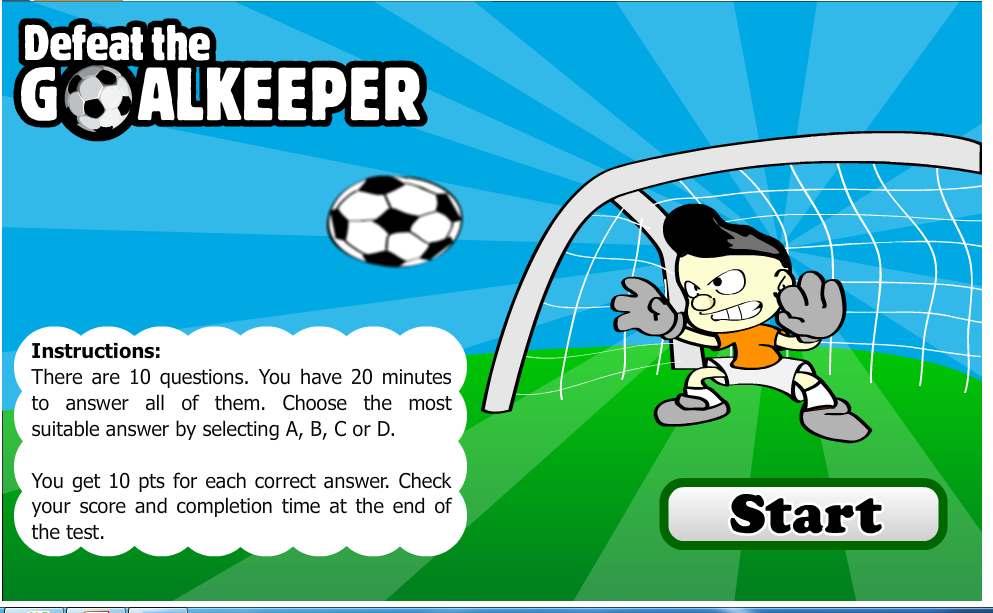 Defeat the
GOALKEEPER
Instructions:
There are 10 questions. You have 20 minutes
to answer all of them. Choose the most
suitable answer by selecting A, B, C or D.
You get 10 pts for each correct answer. Check
your score and completion time at the end of
the test.
Start